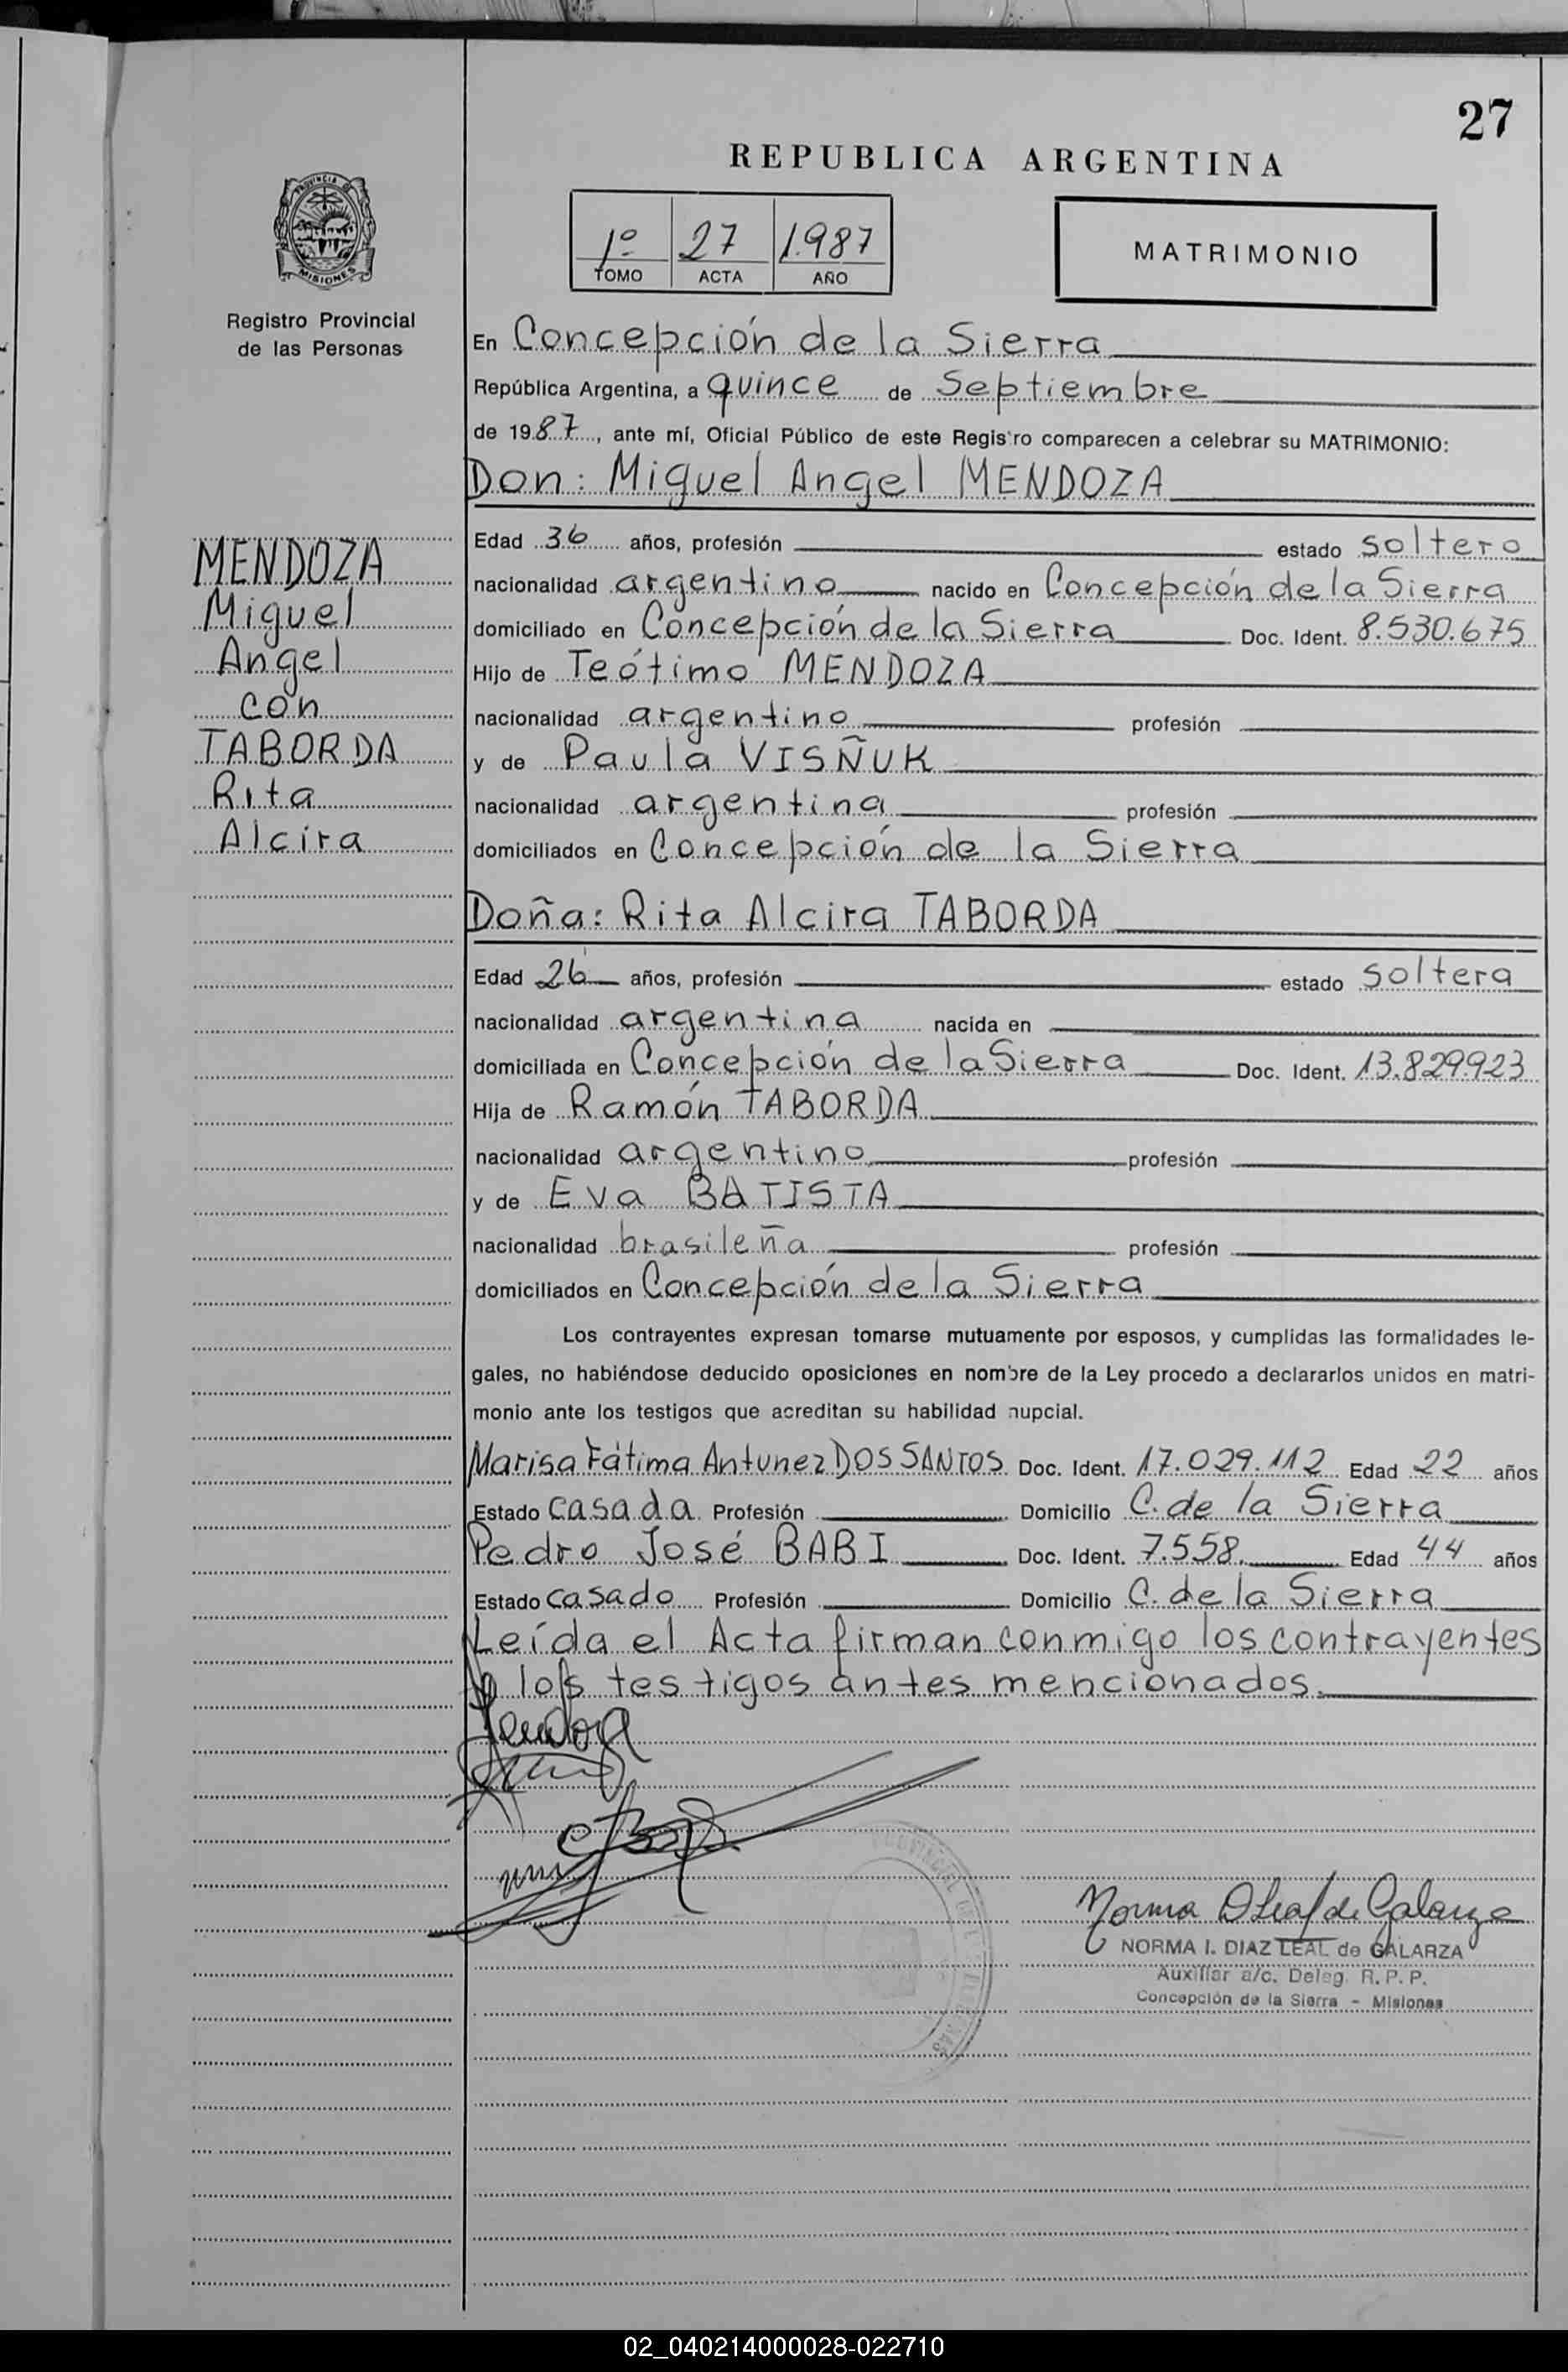 27
REPUBLICA ARGENTINA
1º 27 1.987
TOMO ACTA AÑO
MATRIMONIO
PROVINCIA DE
MISIONES
Registro Provincial
de las Personas
MENDOZA
Miguel
Angel
con
TABORDA
Rita
Alcira
En Concepción de la Sierra
República Argentina, a quince de Septiembre
de 1987, ante mí, Oficial Público de este Registro comparecen a celebrar su MATRIMONIO:
Don: Miguel Angel MENDOZA
Edad 36 años, profesión estado soltero
nacionalidad argentino nacido en Concepción de la Sierra
domiciliado en Concepción de la Sierra Doc. Ident. 8.530.675
Hijo de Teótimo MENDOZA
nacionalidad argentino profesión
y de Paula VISÑUK
nacionalidad argentina profesión
domiciliados en Concepción de la Sierra
Doña: Rita Alcira TABORDA
Edad 26 años, profesión estado soltera
nacionalidad argentina nacida en
domiciliada en Concepción de la Sierra Doc. Ident. 13.829.923
Hija de Ramón TABORDA
nacionalidad argentino profesión
y de Eva BATISTA
nacionalidad brasileña profesión
domiciliados en Concepción de la Sierra
Los contrayentes expresan tomarse mutuamente por esposos, y cumplidas las formalidades le-
gales, no habiéndose deducido oposiciones en nombre de la Ley procedo a declararlos unidos en matri-
monio ante los testigos que acreditan su habilidad nupcial.
Marisa Fátima Antunez DOS SANTOS Doc. Ident. 17.029.112 Edad 22 años
Estado casada Profesión Domicilio C. de la Sierra
Pedro José BABI Doc. Ident. 7.558. Edad 44 años
Estado casado Profesión Domicilio C. de la Sierra
Leída el Acta firman conmigo los contrayentes
y los testigos antes mencionados.
Mendoza
Norma D Leal de Galarza
NORMA I. DIAZ LEAL de GALARZA
Auxiliar a/c. Deleg. R. P. P.
Concepción de la Sierra - Misiones
02_040214000028-022710